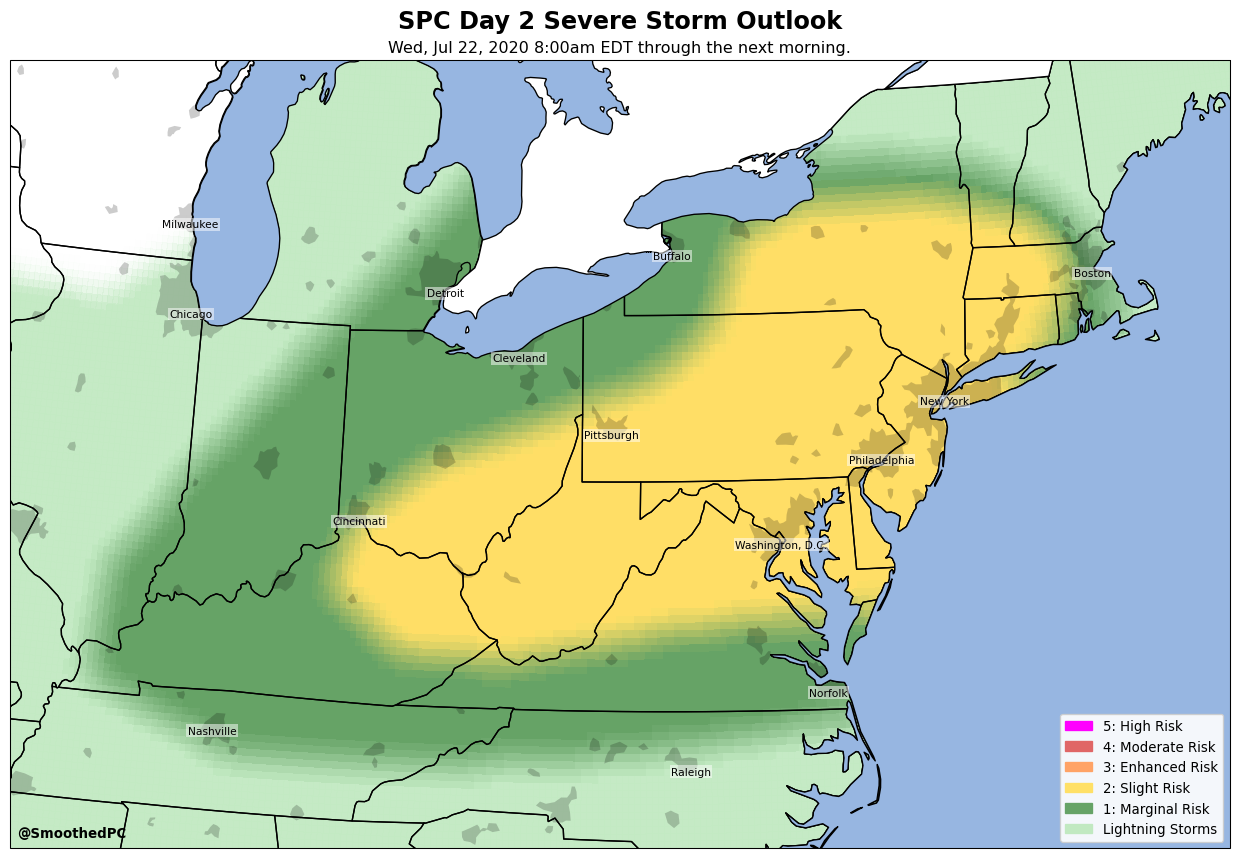 SPC Day 2 Severe Storm Outlook
Wed, Jul 22, 2020 8:00am EDT through the next morning.
Milwaukee
Buffalo
Boston
Detroit
Chicago
Cleveland
New York
Pittsburgh
Philadelphia
Cincinnati
Washington, D.C.
Norfolk
Nashville
Raleigh
5: High Risk
4: Moderate Risk
3: Enhanced Risk
2: Slight Risk
1: Marginal Risk
Lightning Storms
@SmoothedPC